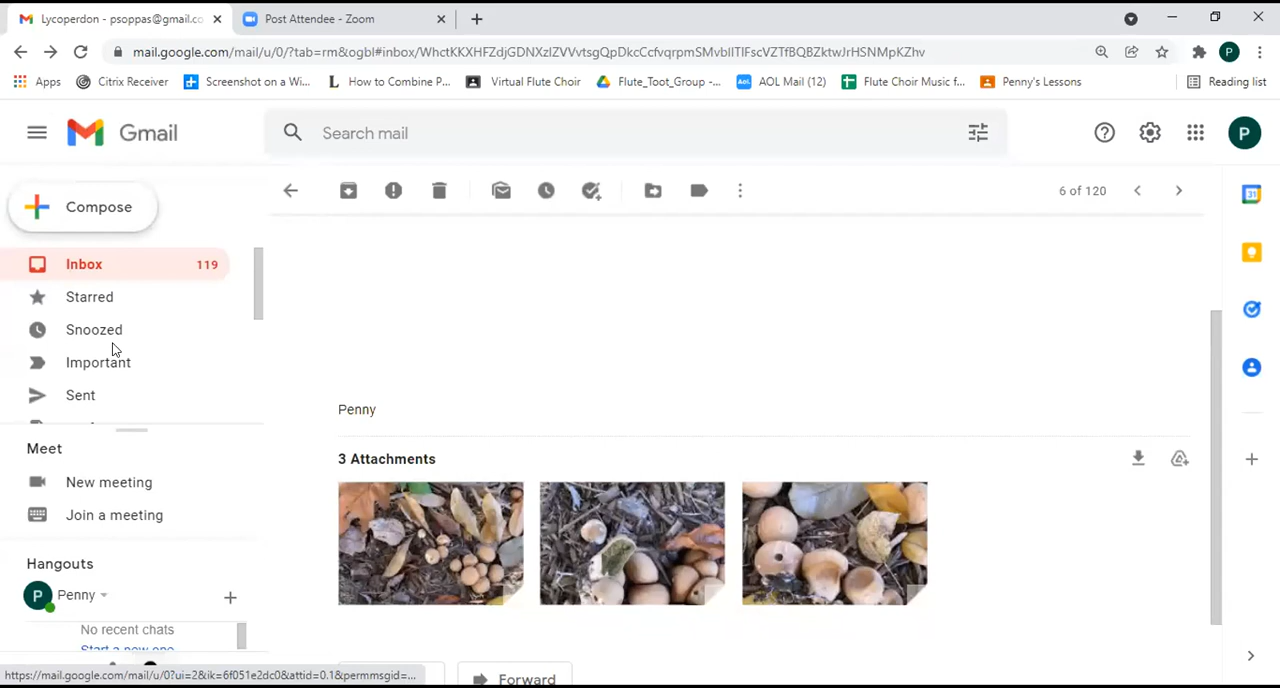 Lycoperdon - psoppas@gmail.co
Post Attendee - Zoom
mail.google.com/mail/u/0/?tab=rm&ogbl#inbox/WhctKKXHFZdjGDNXzlZVVvtsgQpDkcCcfvqrpmSMvblITlFscVZTfBQBZktwJrHSNMpKZhv
Apps
Citrix Receiver
Screenshot on a Wi...
How to Combine P...
Virtual Flute Choir
Flute_Toot_Group -...
AOL Mail (12)
Flute Choir Music f...
Penny's Lessons
Reading list
Gmail
Search mail
P
Compose
6 of 120
Inbox 119
Starred
Snoozed
Important
Sent
Meet
New meeting
Join a meeting
Hangouts
P Penny
No recent chats
Start a new one
Penny
3 Attachments
Forward
https://mail.google.com/mail/u/0?ui=2&ik=6f051e2dc0&attid=0.1&permmsgid=...